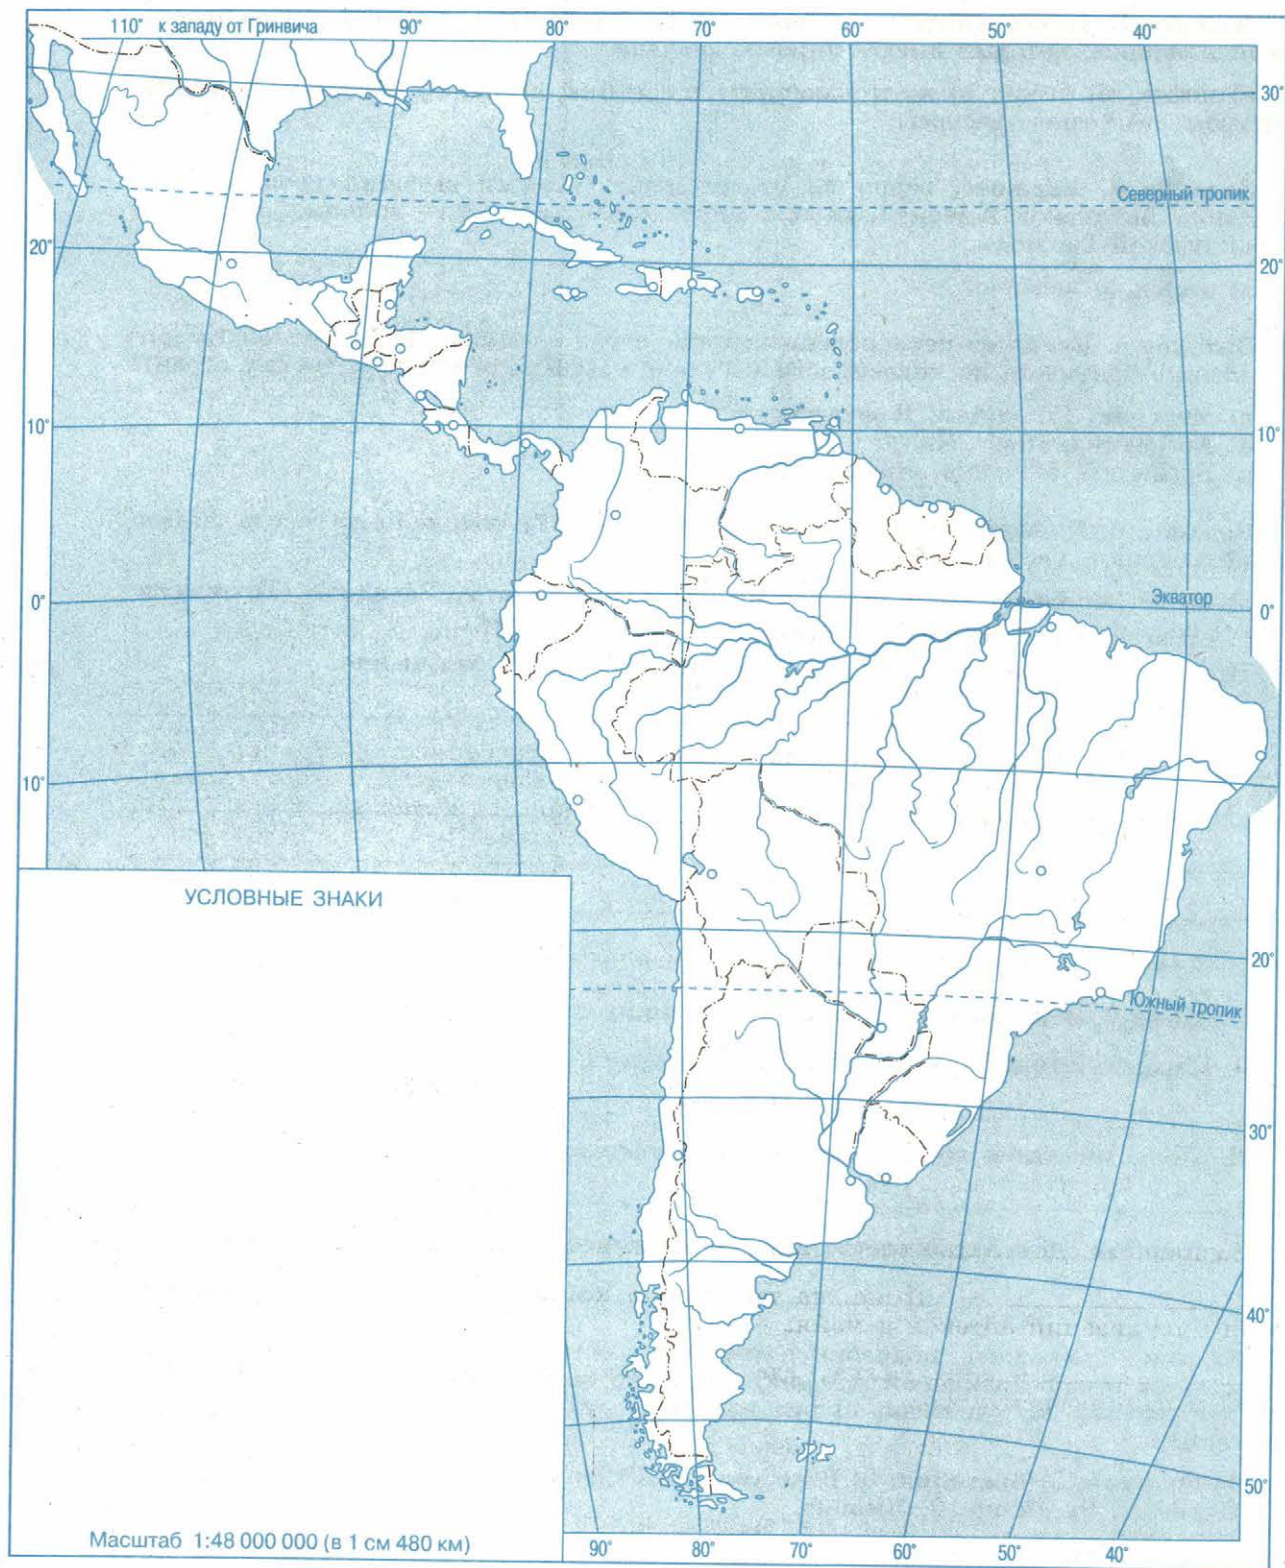 110° к западу от Гринвича 90° 80° 70° 60° 50° 40°
30°
Северный тропик
20° 20°
10° 10°
0° Экватор 0°
10°
УСЛОВНЫЕ ЗНАКИ
20°
Южный тропик
30°
40°
50°
Масштаб 1:48 000 000 (в 1 см 480 км)
90° 80° 70° 60° 50° 40°